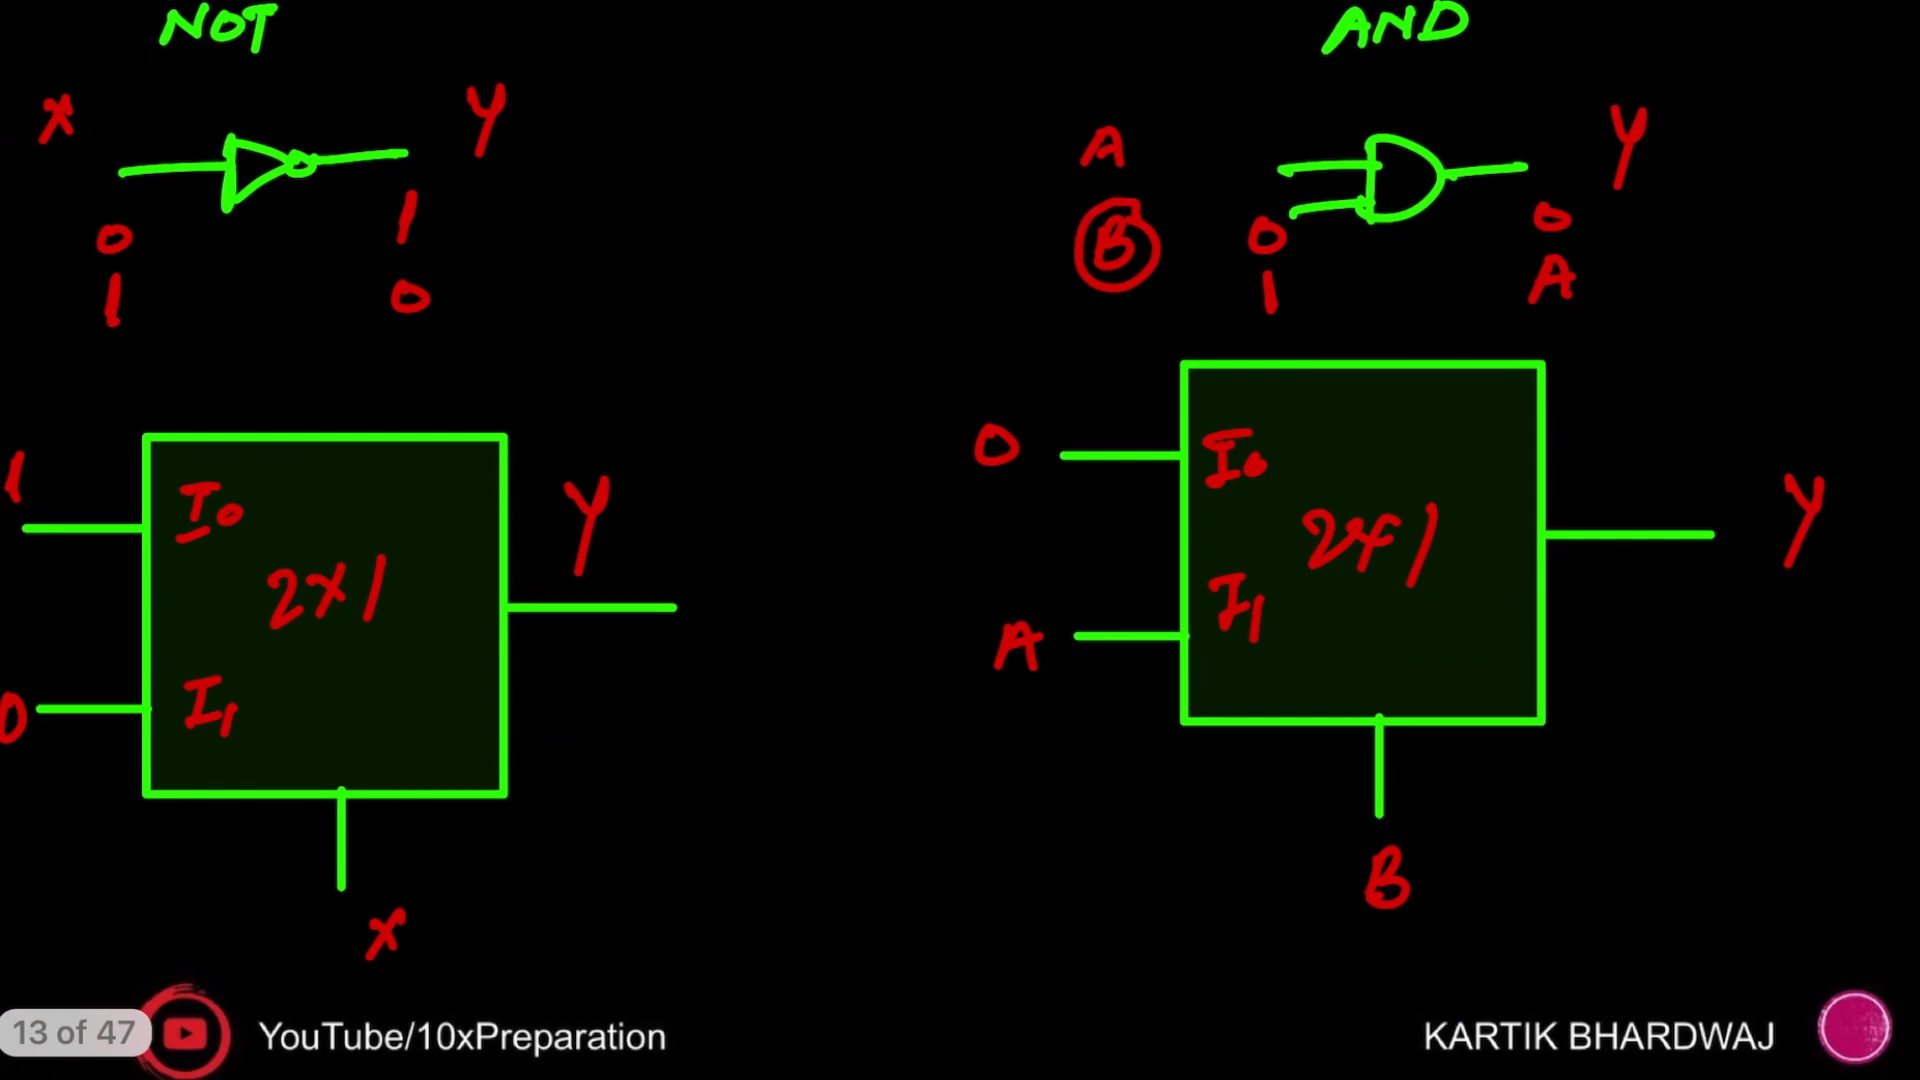 NOT
AND
X
Y
A
Y
B
0
1
1
0
0
1
0
A
1
I0
2x1
Y
0
I1
X
0
I0
2x1
Y
A
I1
B
13 of 47
YouTube/10xPreparation
KARTIK BHARDWAJ